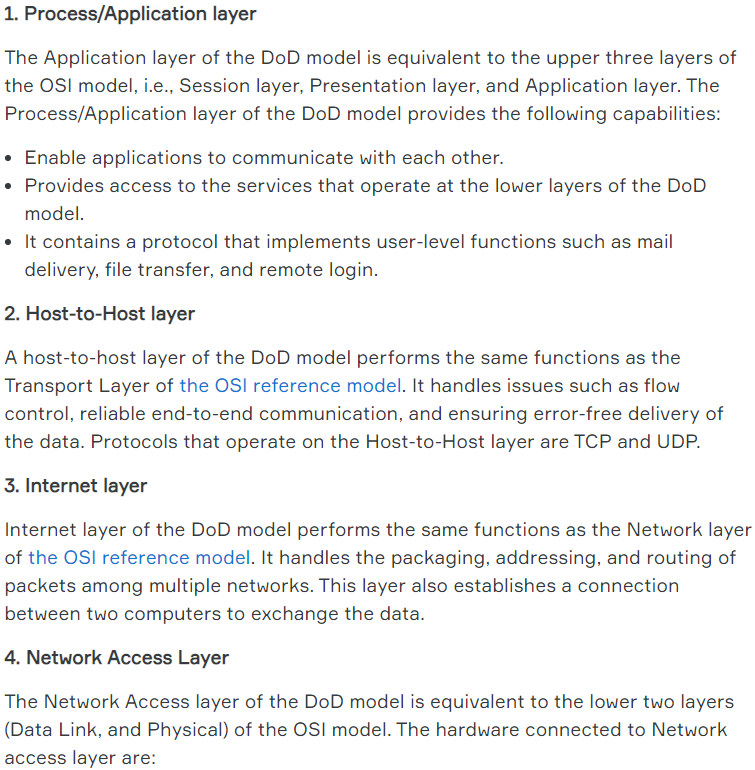 1. Process/Application layer
The Application layer of the DoD model is equivalent to the upper three layers of
the OSI model, i.e., Session layer, Presentation layer, and Application layer. The
Process/Application layer of the DoD model provides the following capabilities:
• Enable applications to communicate with each other.
• Provides access to the services that operate at the lower layers of the DoD
model.
• It contains a protocol that implements user-level functions such as mail
delivery, file transfer, and remote login.
2. Host-to-Host layer
A host-to-host layer of the DoD model performs the same functions as the
Transport Layer of the OSI reference model. It handles issues such as flow
control, reliable end-to-end communication, and ensuring error-free delivery of
the data. Protocols that operate on the Host-to-Host layer are TCP and UDP.
3. Internet layer
Internet layer of the DoD model performs the same functions as the Network layer
of the OSI reference model. It handles the packaging, addressing, and routing of
packets among multiple networks. This layer also establishes a connection
between two computers to exchange the data.
4. Network Access Layer
The Network Access layer of the DoD model is equivalent to the lower two layers
(Data Link, and Physical) of the OSI model. The hardware connected to Network
access layer are: